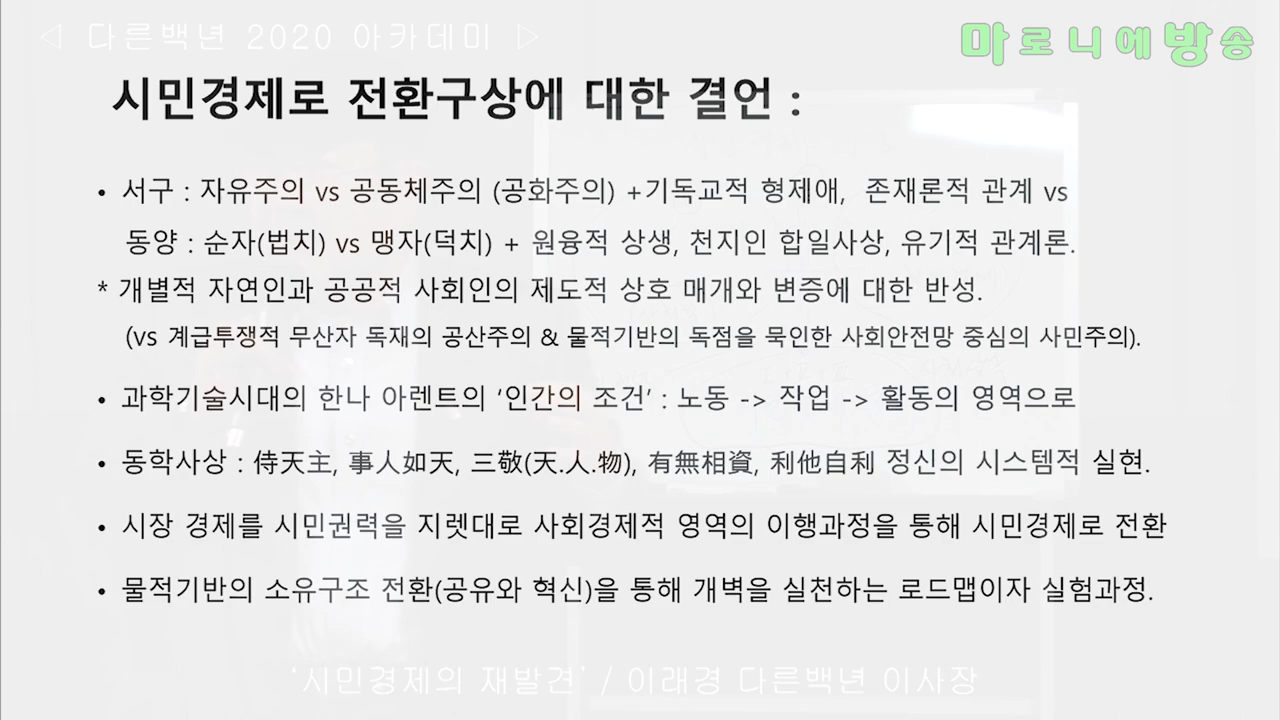 ◁ 다른백년 2020 아카데미 ▷
마로니에방송
시민경제로 전환구상에 대한 결언 :
• 서구 : 자유주의 vs 공동체주의 (공화주의) +기독교적 형제애, 존재론적 관계 vs
동양 : 순자(법치) vs 맹자(덕치) + 원융적 상생, 천지인 합일사상, 유기적 관계론.
* 개별적 자연인과 공공적 사회인의 제도적 상호 매개와 변증에 대한 반성.
(vs 계급투쟁적 무산자 독재의 공산주의 & 물적기반의 독점을 묵인한 사회안전망 중심의 사민주의).
• 과학기술시대의 한나 아렌트의 ‘인간의 조건’ : 노동 -> 작업 -> 활동의 영역으로
• 동학사상 : 侍天主, 事人如天, 三敬(天.人.物), 有無相資, 利他自利 정신의 시스템적 실현.
• 시장 경제를 시민권력을 지렛대로 사회경제적 영역의 이행과정을 통해 시민경제로 전환
• 물적기반의 소유구조 전환(공유와 혁신)을 통해 개벽을 실천하는 로드맵이자 실험과정.
‘시민경제의 재발견’ / 이래경 다른백년 이사장